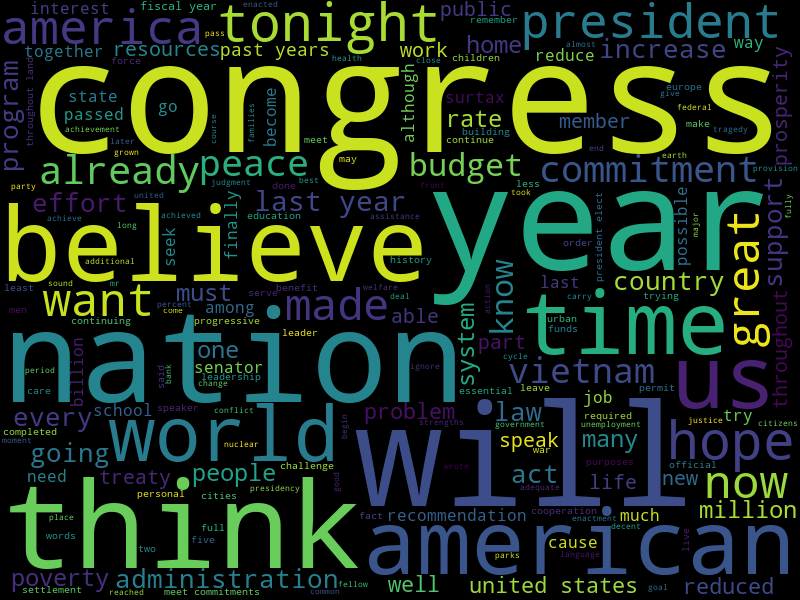 interest
fiscal year
enacted
pass
america
tonight
public
remember
president
almost
together
resources
past years
work
home
increase
way
reduce
force
close
children
health
program
throughout land
congress
state
passed
go
achievement
later
grown
course
families
become
meet
may
although
surtax
rate
continue
building
member
europe
give
federal
make
tragedy
prosperity
end
earth
provision
already
peace
budget
commitment
party
united
judgment
done
best
front
less
took
effort
last year
believe
year
achieve
achieved
education
assistance
long
additional
seek
finally
history
president elect
possible
major
great
support
fully
order
least
sound
mr
percent
benefit
welfare
serve
deal
know
last
country
trying
throughout
want
must
among
made
able
system
action
carry
urban
funds
time
men
continuing
come
progressive
leader
nation
one
senator
part
cycle
vietnam
us
period
care
billion
said
bank
leadership
change
ignore
essential
leave
permit
every
school
speaker
conflict
problem
strengths
law
government
job
required
unemployment
try
justice
citizens
completed
moment
going
world
nuclear
begin
will
speak
war
many
hope
need
treaty
people
challenge
wrote
act
purposes
life
official
new
now
think
personal
cities
presidency
good
adequate
million
place
words
two
full
five
fact
recommendation
cooperation
enactment
much
decent
live
american
cause
parks
language
poverty
administration
settlement
reached
meet commitments
fellow
common
well
united states
goal
reduced